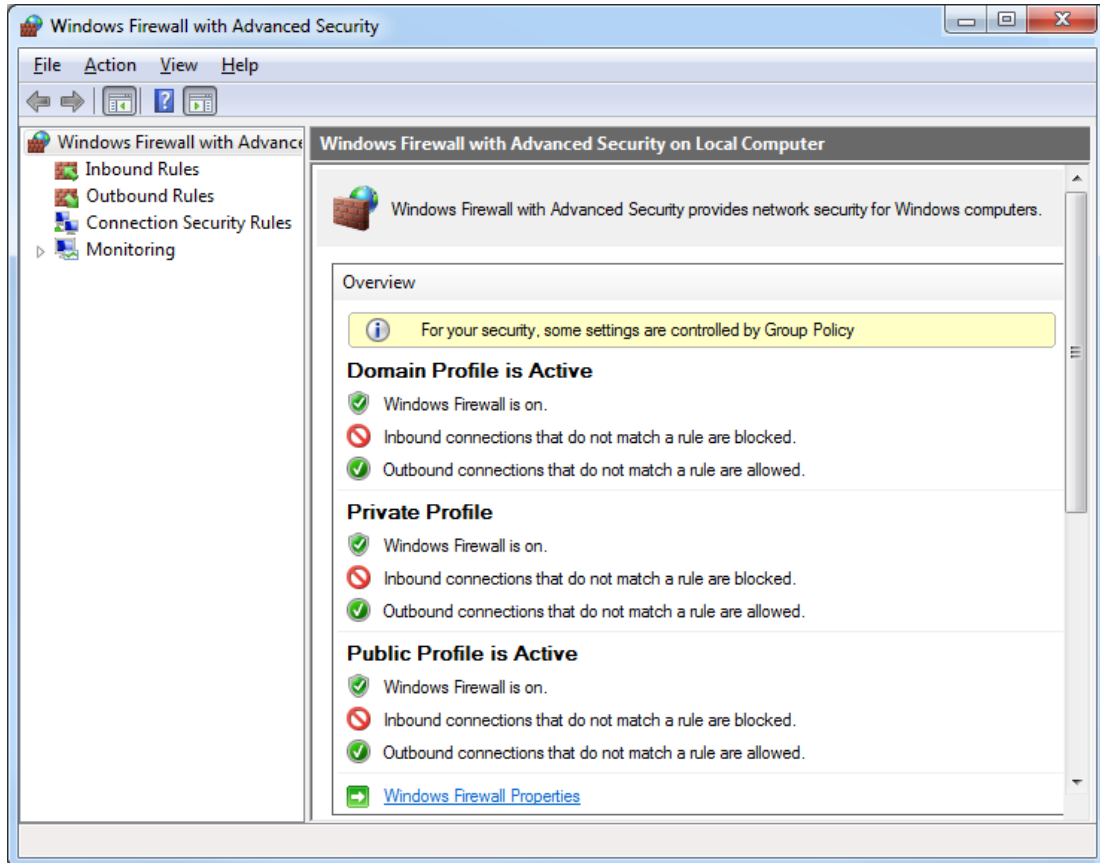 Windows Firewall with Advanced Security
File Action View Help
Windows Firewall with Advance
Inbound Rules
Outbound Rules
Connection Security Rules
Monitoring
Windows Firewall with Advanced Security on Local Computer
Windows Firewall with Advanced Security provides network security for Windows computers.
Overview
For your security, some settings are controlled by Group Policy
Domain Profile is Active
Windows Firewall is on.
Inbound connections that do not match a rule are blocked.
Outbound connections that do not match a rule are allowed.
Private Profile
Windows Firewall is on.
Inbound connections that do not match a rule are blocked.
Outbound connections that do not match a rule are allowed.
Public Profile is Active
Windows Firewall is on.
Inbound connections that do not match a rule are blocked.
Outbound connections that do not match a rule are allowed.
Windows Firewall Properties